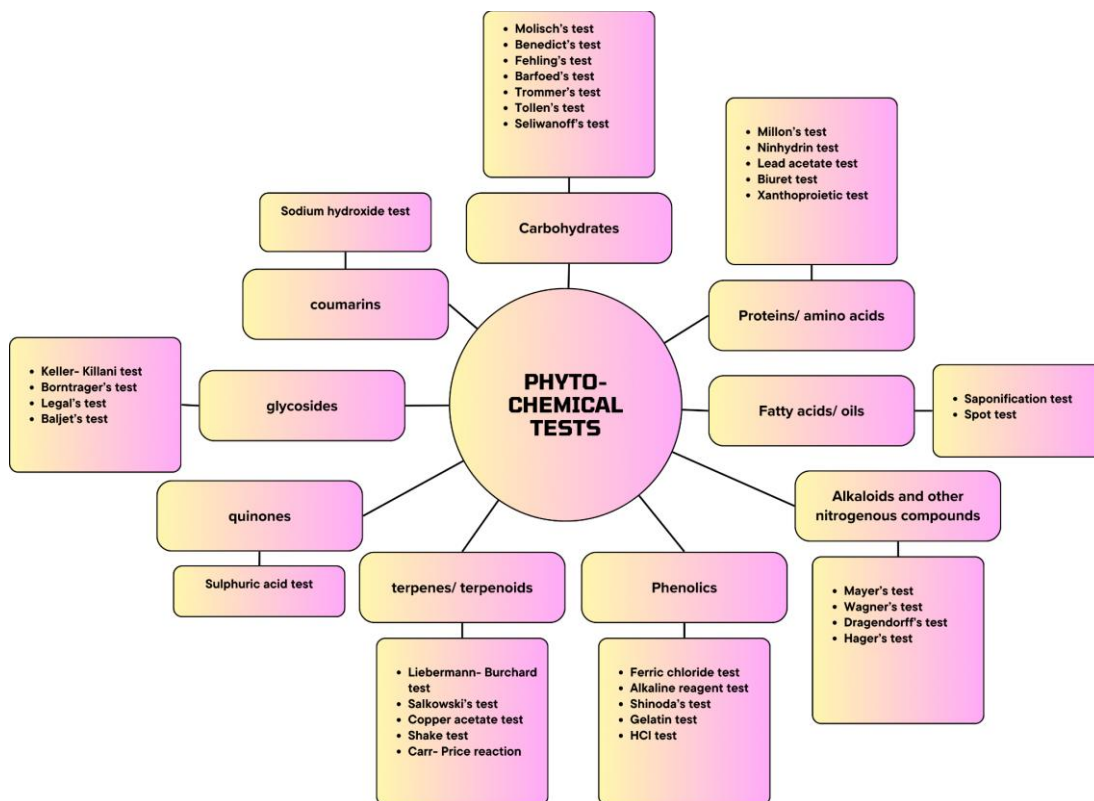 • Molisch's test
• Benedict's test
• Fehling's test
• Barfoed's test
• Trommer's test
• Tollen's test
• Seliwanoff's test
Carbohydrates
• Millon's test
• Ninhydrin test
• Lead acetate test
• Biuret test
• Xanthoproietic test
Proteins/ amino acids
Sodium hydroxide test
coumarins
• Keller- Killani test
• Borntrager's test
• Legal's test
• Baljet's test
glycosides
PHYTO-
CHEMICAL
TESTS
Fatty acids/ oils
• Saponification test
• Spot test
quinones
Sulphuric acid test
Alkaloids and other
nitrogenous compounds
• Mayer's test
• Wagner's test
• Dragendorff's test
• Hager's test
terpenes/ terpenoids
• Liebermann- Burchard
test
• Salkowski's test
• Copper acetate test
• Shake test
• Carr- Price reaction
Phenolics
• Ferric chloride test
• Alkaline reagent test
• Shinoda's test
• Gelatin test
• HCl test